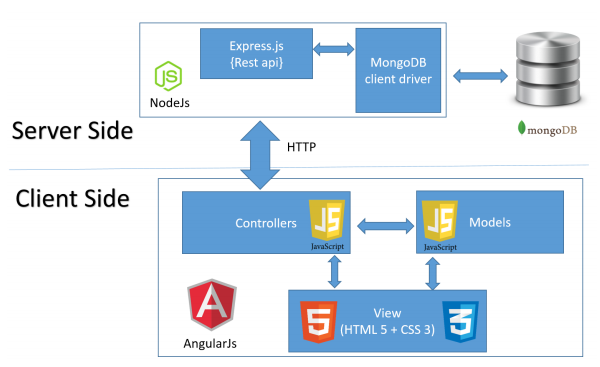 Express.js
{Rest api}
MongoDB
client driver
JS
NodeJs
mongoDB
Server Side
HTTP
Client Side
Controllers
JS
JavaScript
JS
JavaScript
Models
A
AngularJs
5
View
(HTML 5 + CSS 3)
3